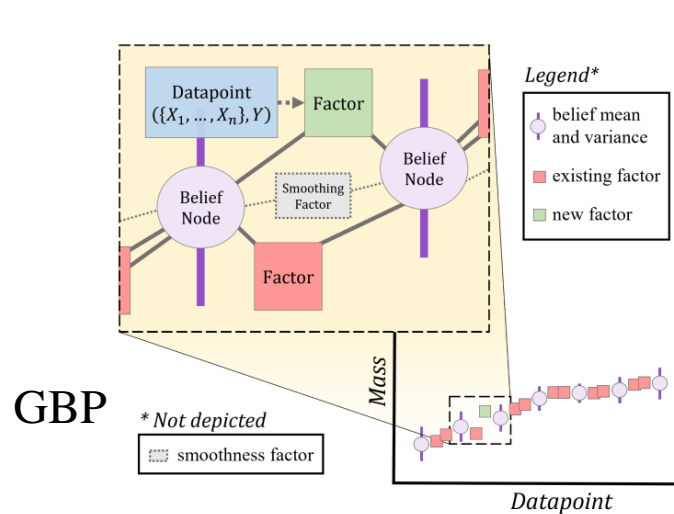 Datapoint
({X₁, ..., Xₙ}, Y)
Factor
Belief
Node
Smoothing
Factor
Belief
Node
Factor
Legend*
belief mean
and variance
existing factor
new factor
GBP
* Not depicted
smoothness factor
Mass
Datapoint